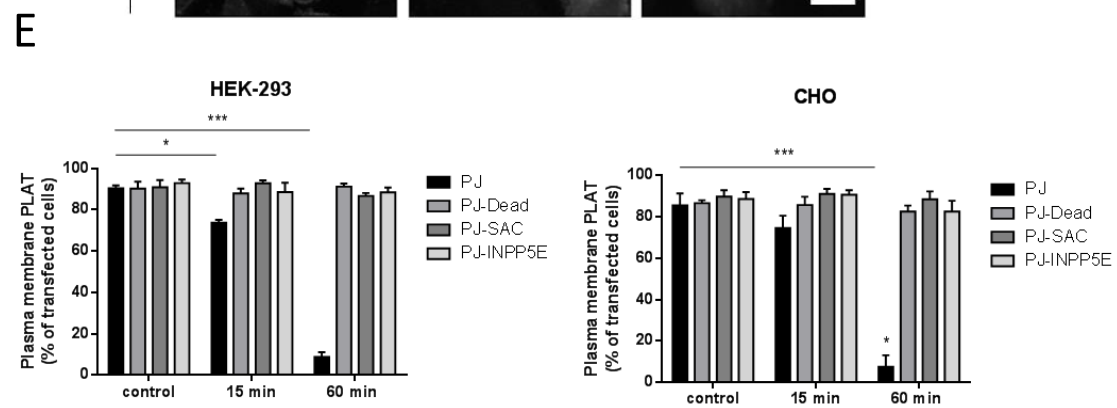 E
HEK-293
***
*
Plasma membrane PLAT
(% of transfected cells)
100
80
60
40
20
0
control
15 min
60 min
PJ
PJ-Dead
PJ-SAC
PJ-INPP5E
CHO
***
Plasma membrane PLAT
(% of transfected cells)
100
80
60
40
20
0
*
control
15 min
60 min
PJ
PJ-Dead
PJ-SAC
PJ-INPP5E